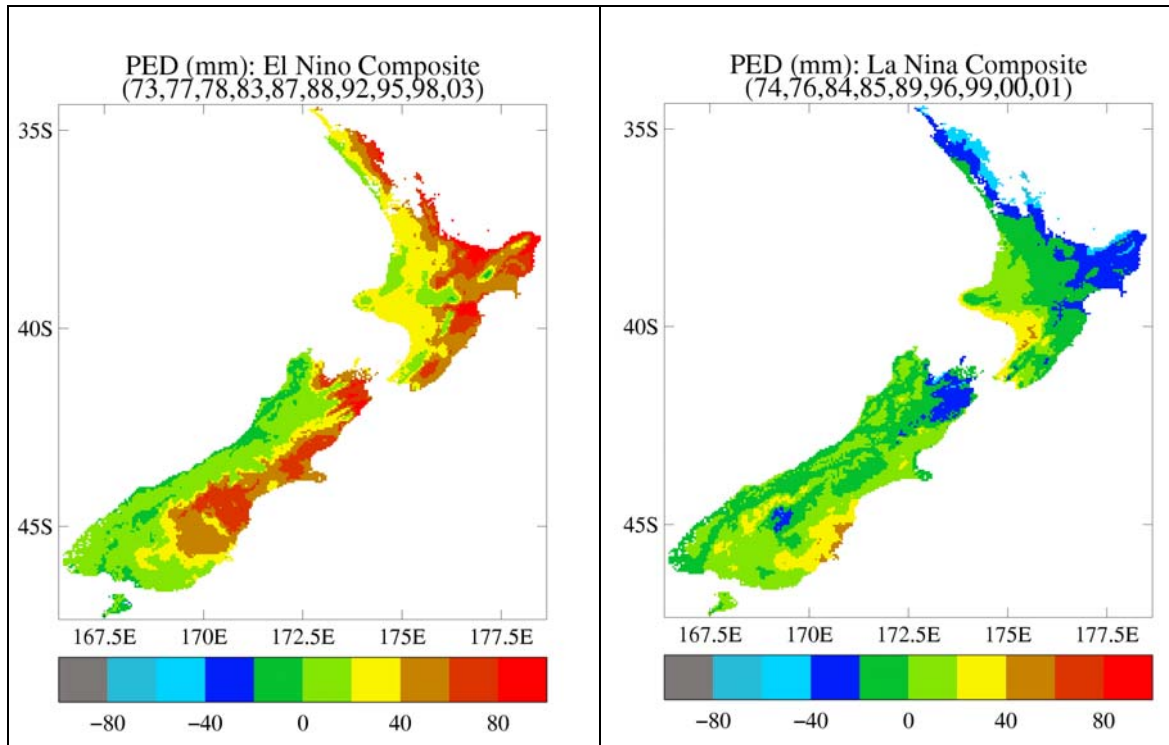 PED (mm): El Nino Composite
(73,77,78,83,87,88,92,95,98,03)
35S
40S
45S
167.5E 170E 172.5E 175E 177.5E
−80 −40 0 40 80
PED (mm): La Nina Composite
(74,76,84,85,89,96,99,00,01)
35S
40S
45S
167.5E 170E 172.5E 175E 177.5E
−80 −40 0 40 80